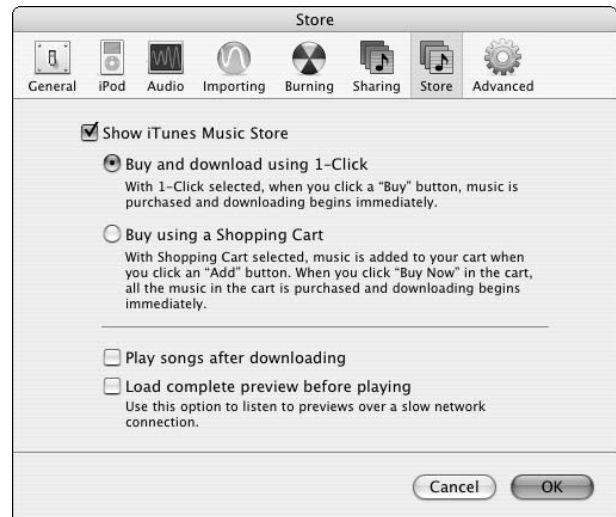 Store
General iPod Audio Importing Burning Sharing Store Advanced
Show iTunes Music Store
Buy and download using 1-Click
With 1-Click selected, when you click a “Buy” button, music is
purchased and downloading begins immediately.
Buy using a Shopping Cart
With Shopping Cart selected, music is added to your cart when
you click an “Add” button. When you click “Buy Now” in the cart,
all the music in the cart is purchased and downloading begins
immediately.
Play songs after downloading
Load complete preview before playing
Use this option to listen to previews over a slow network
connection.
Cancel OK